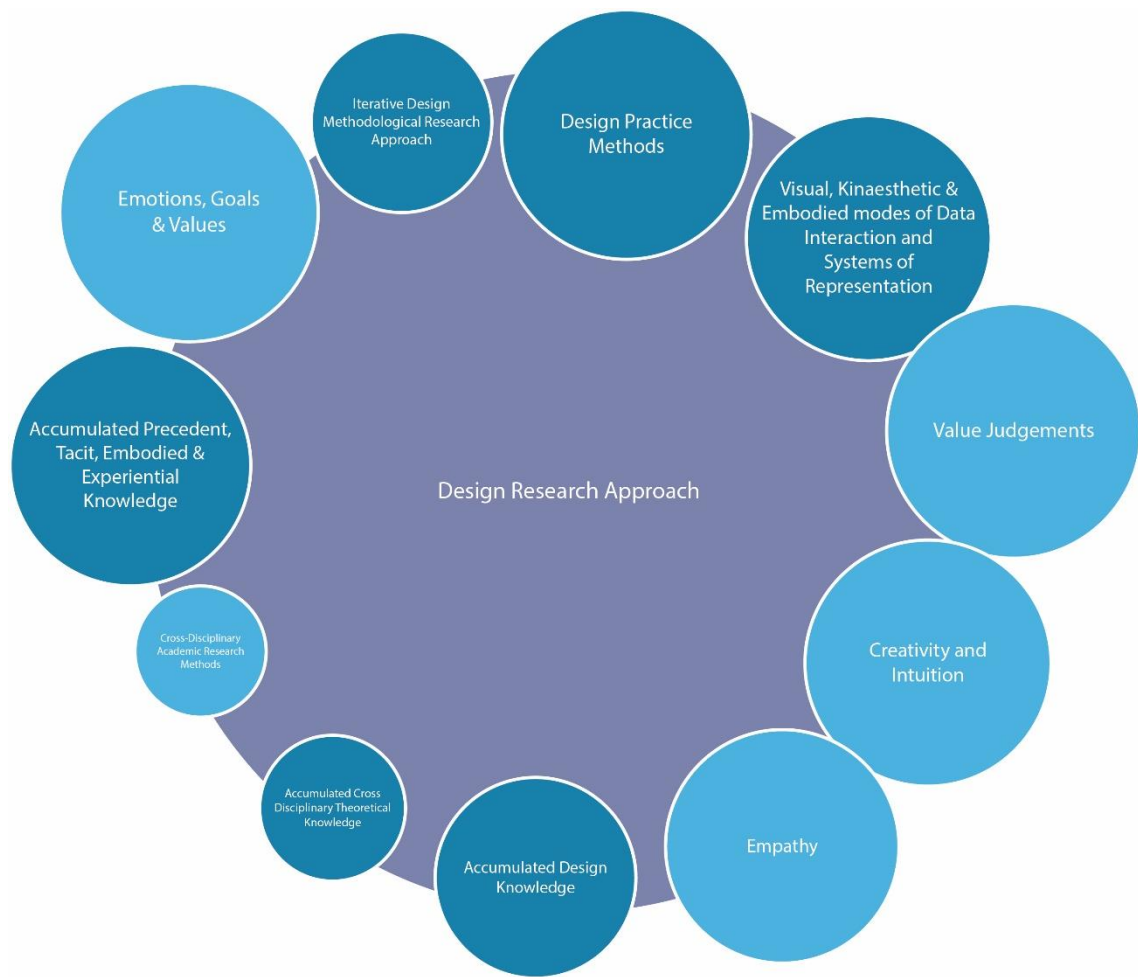 Iterative Design
Methodological Research
Approach
Design Practice
Methods
Emotions, Goals
& Values
Visual, Kinaesthetic &
Embodied modes of Data
Interaction and
Systems of
Representation
Accumulated Precedent,
Tacit, Embodied &
Experiential
Knowledge
Value Judgements
Design Research Approach
Cross-Disciplinary
Academic Research
Methods
Creativity and
Intuition
Accumulated Cross
Disciplinary Theoretical
Knowledge
Accumulated Design
Knowledge
Empathy